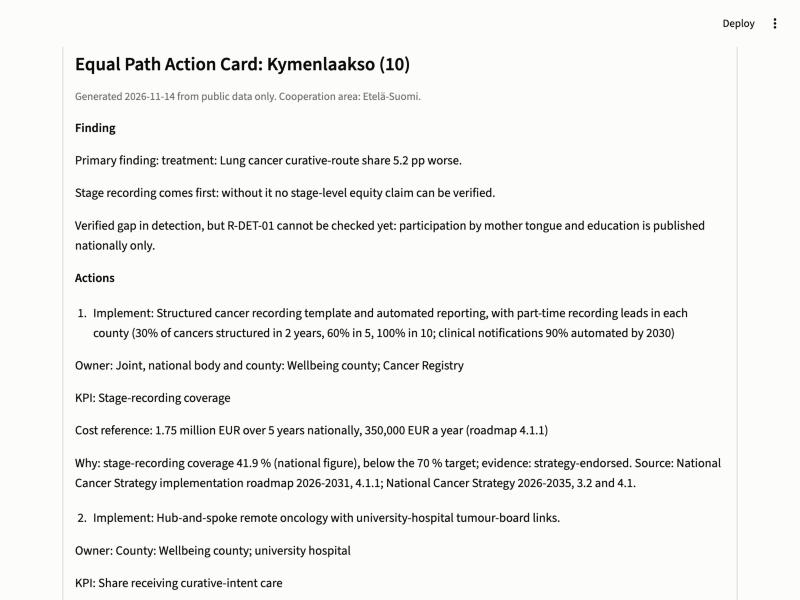 Deploy
Equal Path Action Card: Kymenlaakso (10)
Generated 2026-11-14 from public data only. Cooperation area: Etelä-Suomi.
Finding
Primary finding: treatment: Lung cancer curative-route share 5.2 pp worse.
Stage recording comes first: without it no stage-level equity claim can be verified.
Verified gap in detection, but R-DET-01 cannot be checked yet: participation by mother tongue and education is published
nationally only.
Actions
1. Implement: Structured cancer recording template and automated reporting, with part-time recording leads in each
county (30% of cancers structured in 2 years, 60% in 5, 100% in 10; clinical notifications 90% automated by 2030)
Owner: Joint, national body and county: Wellbeing county; Cancer Registry
KPI: Stage-recording coverage
Cost reference: 1.75 million EUR over 5 years nationally, 350,000 EUR a year (roadmap 4.1.1)
Why: stage-recording coverage 41.9 % (national figure), below the 70 % target; evidence: strategy-endorsed. Source: National
Cancer Strategy implementation roadmap 2026-2031, 4.1.1; National Cancer Strategy 2026-2035, 3.2 and 4.1.
2. Implement: Hub-and-spoke remote oncology with university-hospital tumour-board links.
Owner: County: Wellbeing county; university hospital
KPI: Share receiving curative-intent care